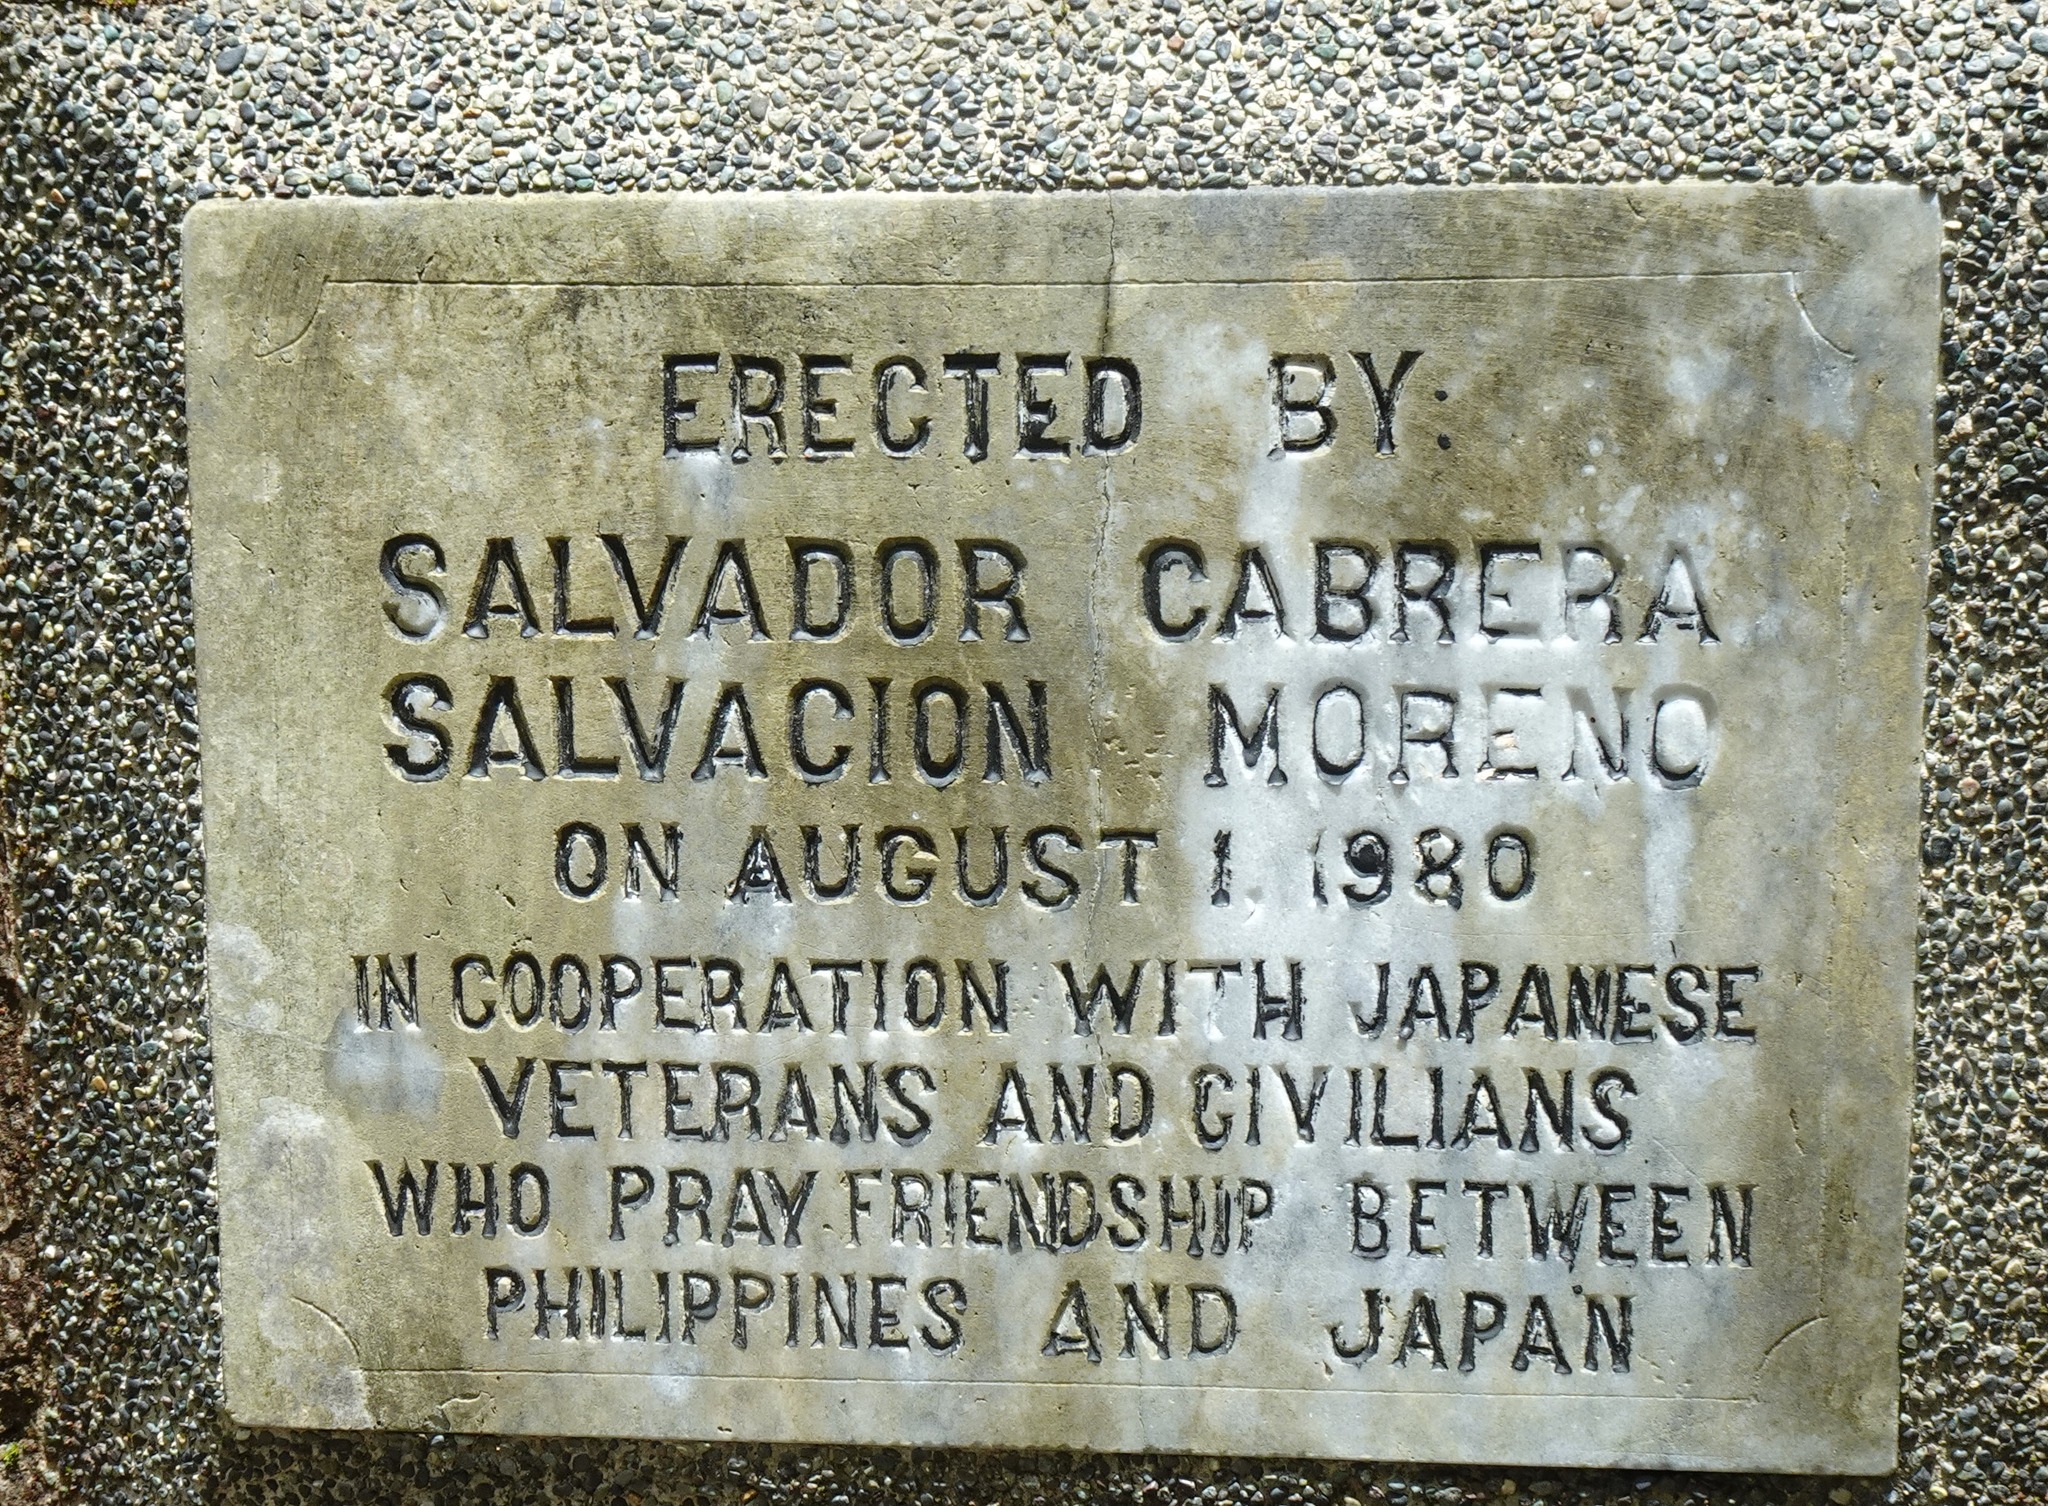 ERECTED BY:
SALVADOR CABRERA
SALVACION MORENO
ON AUGUST 1, 1980
IN COOPERATION WITH JAPANESE
VETERANS AND CIVILIANS
WHO PRAY FRIENDSHIP BETWEEN
PHILIPPINES AND JAPAN